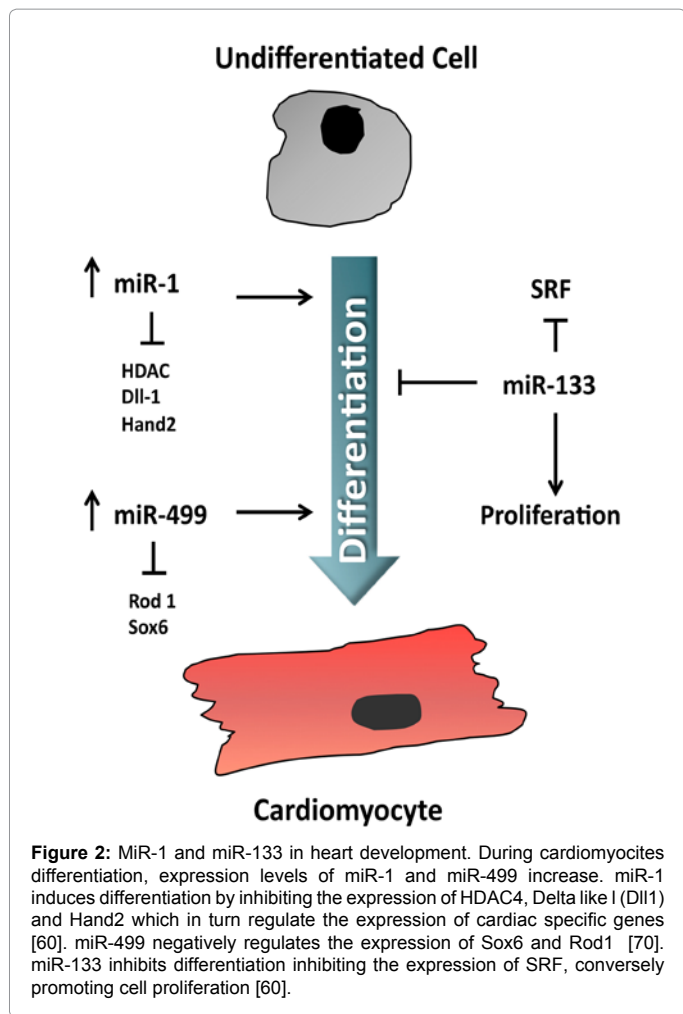 Undifferentiated Cell
miR-1
HDAC
Dll-1
Hand2
miR-499
Rod 1
Sox6
Differentiation
SRF
miR-133
Proliferation
Cardiomyocyte
Figure 2: MiR-1 and miR-133 in heart development. During cardiomyocites
differentiation, expression levels of miR-1 and miR-499 increase. miR-1
induces differentiation by inhibiting the expression of HDAC4, Delta like I (Dll1)
and Hand2 which in turn regulate the expression of cardiac specific genes
[60]. miR-499 negatively regulates the expression of Sox6 and Rod1 [70].
miR-133 inhibits differentiation inhibiting the expression of SRF, conversely
promoting cell proliferation [60].